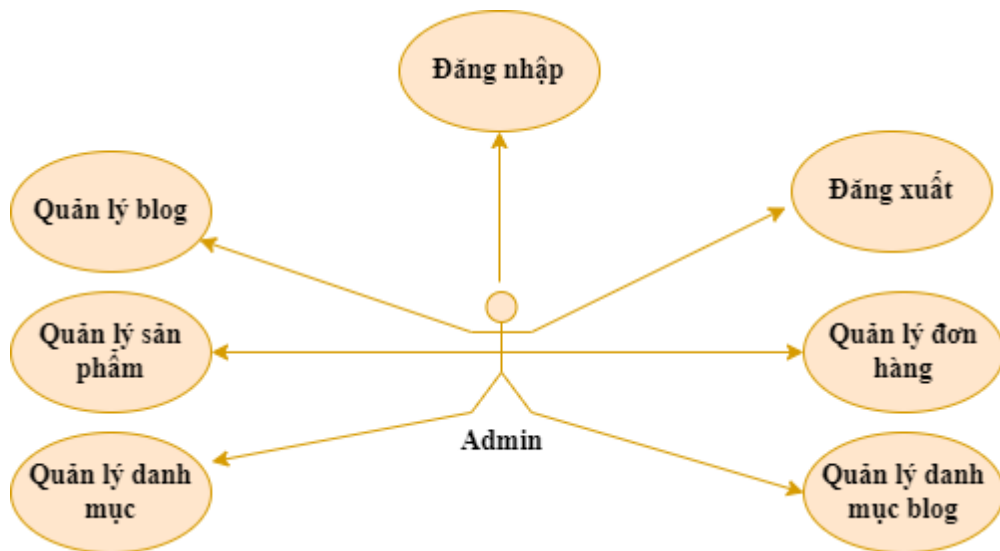 Đăng nhập
Đăng xuất
Quản lý blog
Quản lý sản
phẩm
Quản lý đơn
hàng
Admin
Quản lý danh
mục
Quản lý danh
mục blog